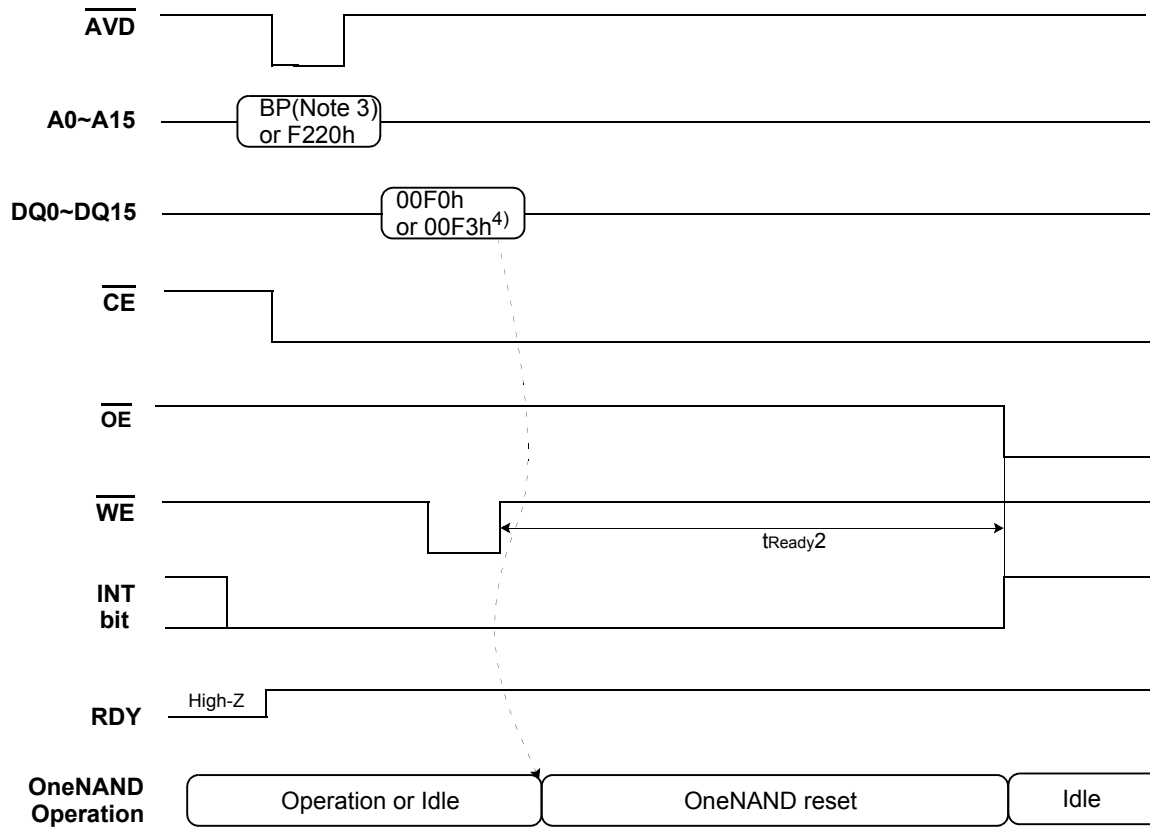 AVD
A0~A15
BP(Note 3)
or F220h
DQ0~DQ15
00F0h
or 00F3h4)
CE
OE
WE
tReady2
INT
bit
High-Z
RDY
OneNAND
Operation
Operation or Idle
OneNAND reset
Idle